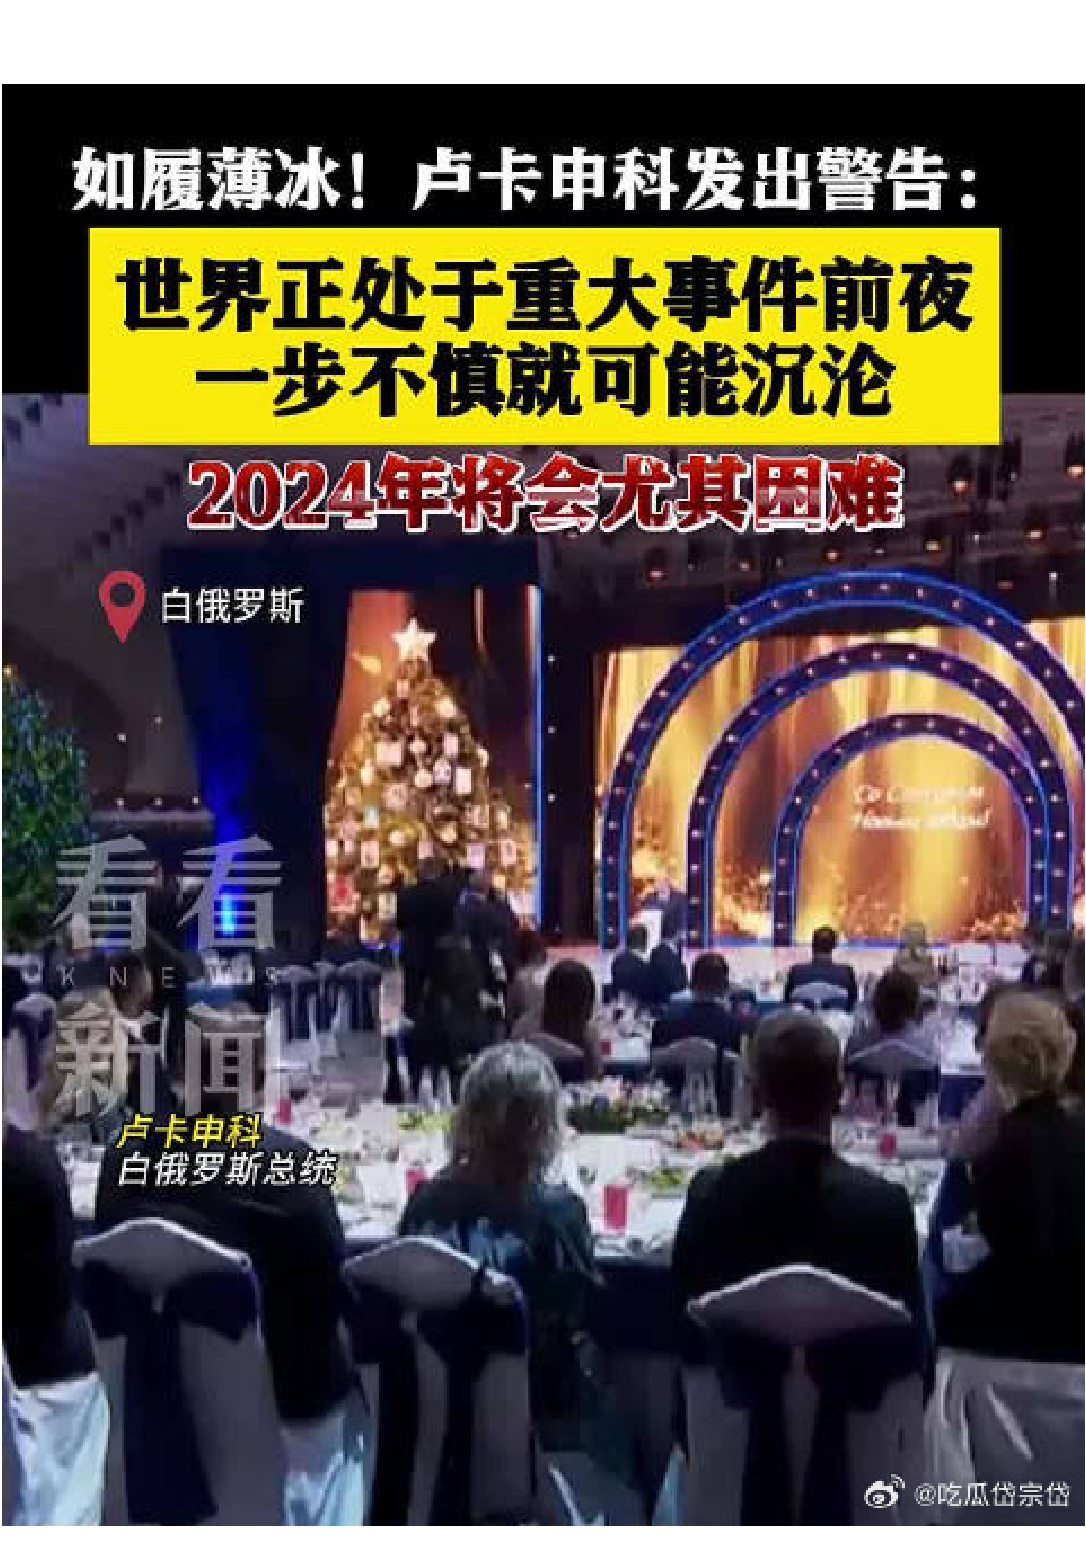 如履薄冰！卢卡申科发出警告：
世界正处于重大事件前夜
一步不慎就可能沉沦
2024年将会尤其困难
白俄罗斯
看看
KNEWS
新闻
卢卡申科
白俄罗斯总统
@吃瓜岱宗岱